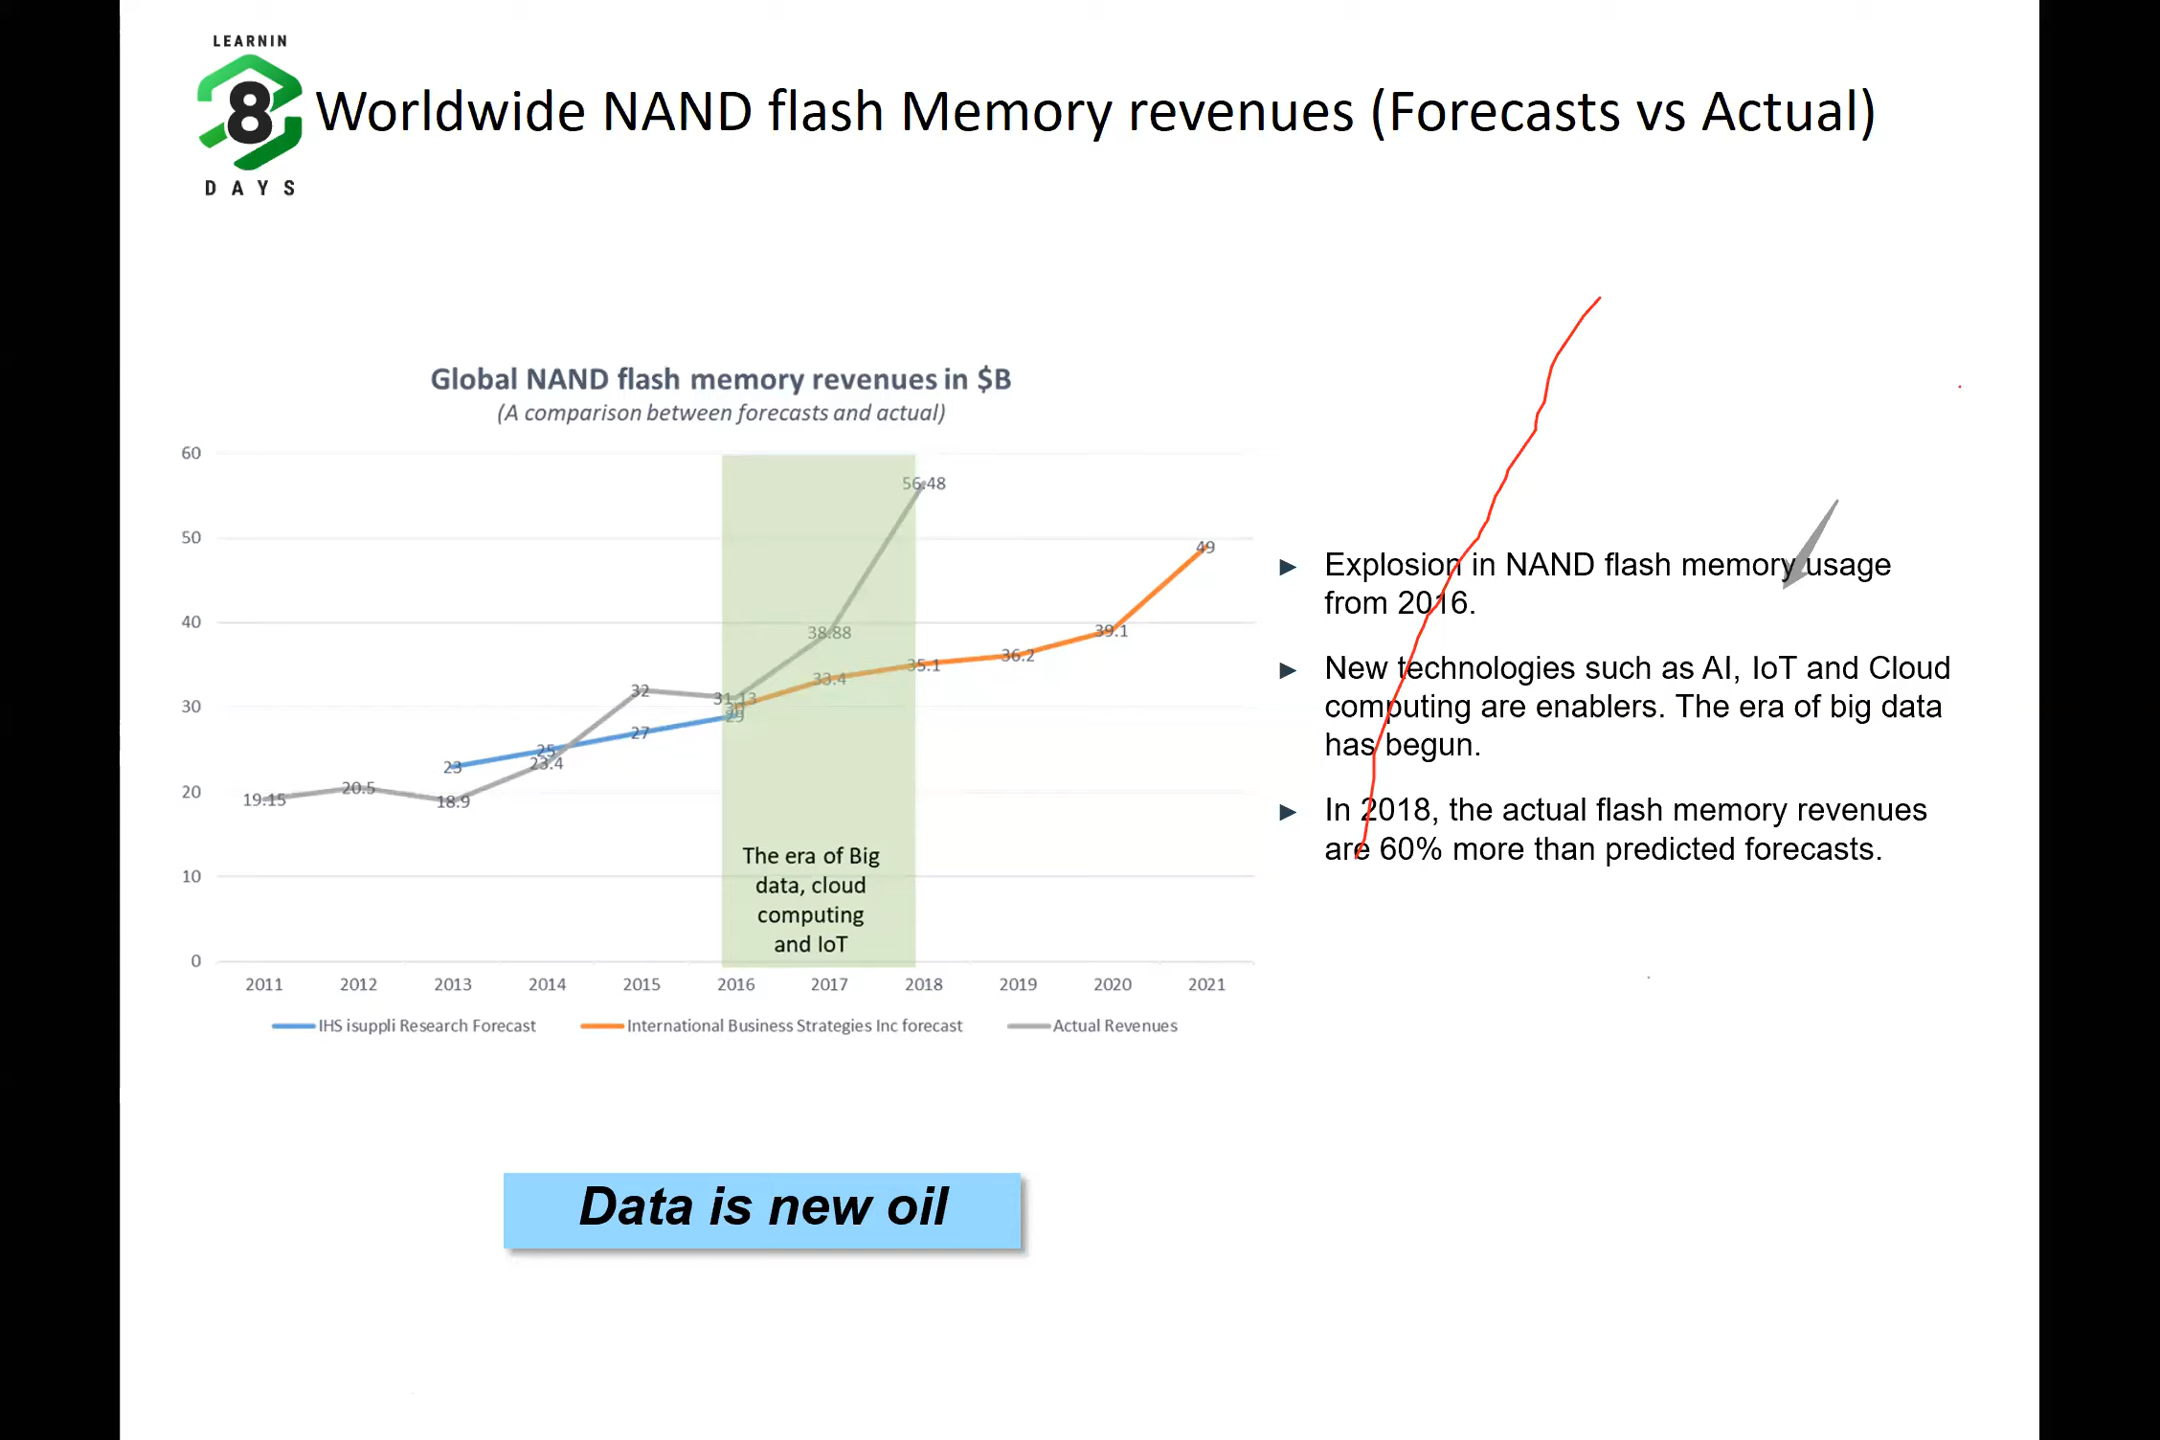 LEARNIN
8
DAYS
Worldwide NAND flash Memory revenues (Forecasts vs Actual)
Global NAND flash memory revenues in $B
(A comparison between forecasts and actual)
60
50
40
30
20
10
0
56.48
49
38.88
39.1
36.2
35.1
33.4
32
31.13
30
29
27
25
23.4
23
20.5
19.15
18.9
The era of Big
data, cloud
computing
and IoT
2011 2012 2013 2014 2015 2016 2017 2018 2019 2020 2021
IHS isuppli Research Forecast International Business Strategies Inc forecast Actual Revenues
► Explosion in NAND flash memory usage
from 2016.
► New technologies such as AI, IoT and Cloud
computing are enablers. The era of big data
has begun.
► In 2018, the actual flash memory revenues
are 60% more than predicted forecasts.
Data is new oil